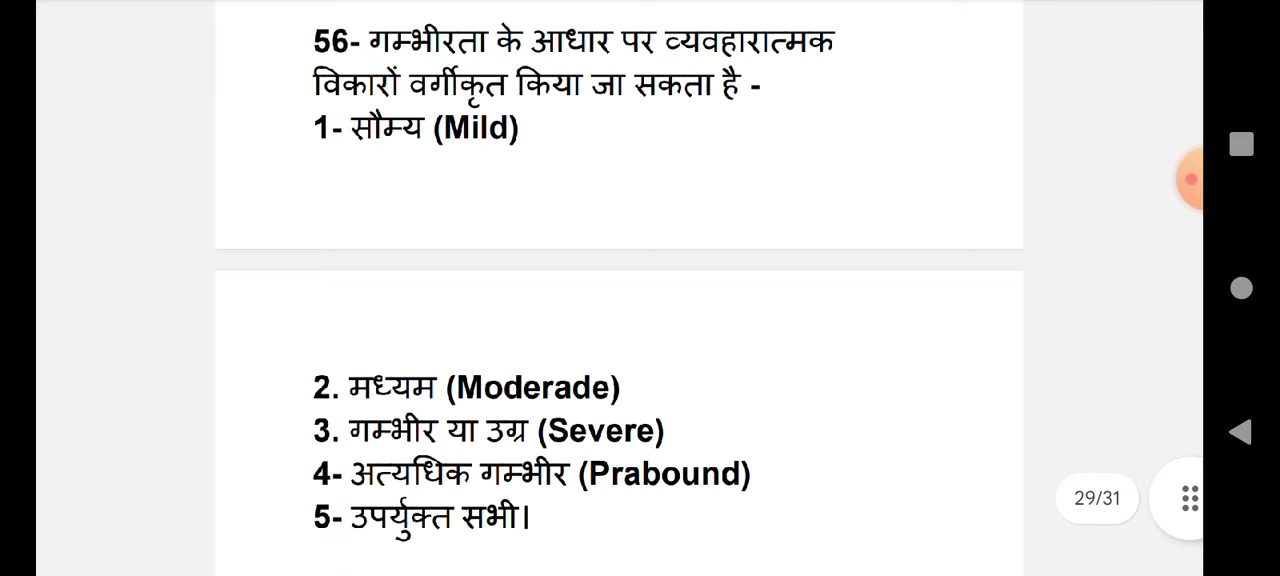 56- गम्भीरता के आधार पर व्यवहारात्मक
विकारों वर्गीकृत किया जा सकता है -
1- सौम्य (Mild)
2. मध्यम (Moderade)
3. गम्भीर या उग्र (Severe)
4- अत्यधिक गम्भीर (Prabound)
5- उपर्युक्त सभी।
29/31